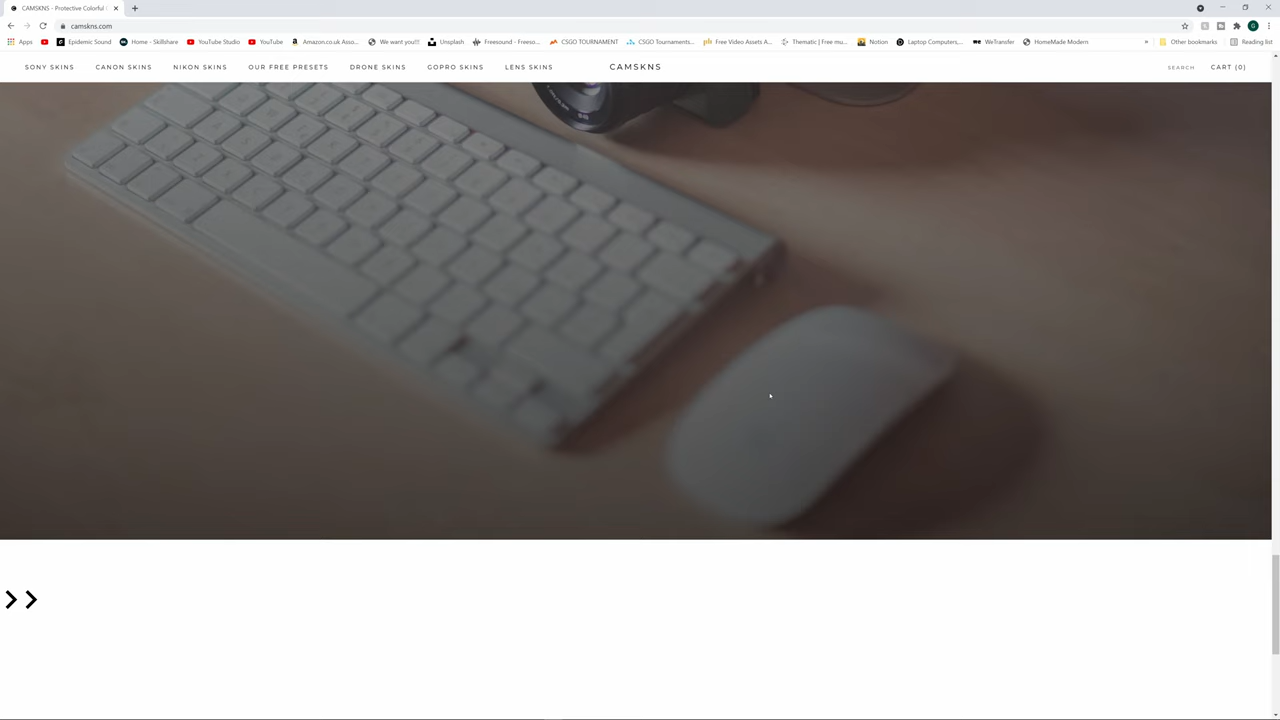 CAMSKNS - Protective Colorful
camskns.com
Apps
Epidemic Sound
Home - Skillshare
YouTube Studio
YouTube
Amazon.co.uk Asso...
We want you!!!
Unsplash
Freesound - Freeso...
CSGO TOURNAMENT
CSGO Tournaments...
Free Video Assets A...
Thematic | Free mu...
Notion
Laptop Computers,...
WeTransfer
HomeMade Modern
»
Other bookmarks
Reading list
SONY SKINS
CANON SKINS
NIKON SKINS
OUR FREE PRESETS
DRONE SKINS
GOPRO SKINS
LENS SKINS
CAMSKNS
SEARCH
CART (0)